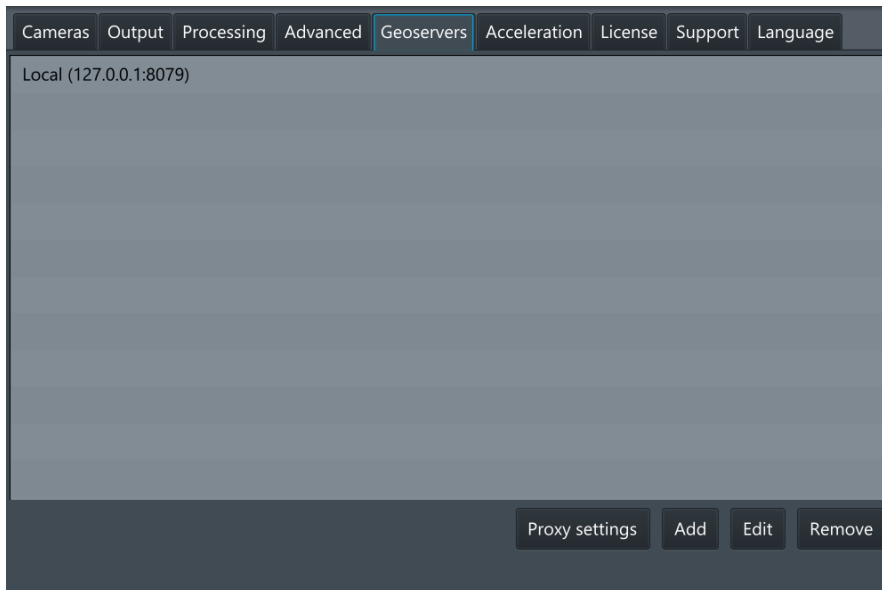 Cameras Output Processing Advanced Geoservers Acceleration License Support Language
Local (127.0.0.1:8079)
Proxy settings Add Edit Remove